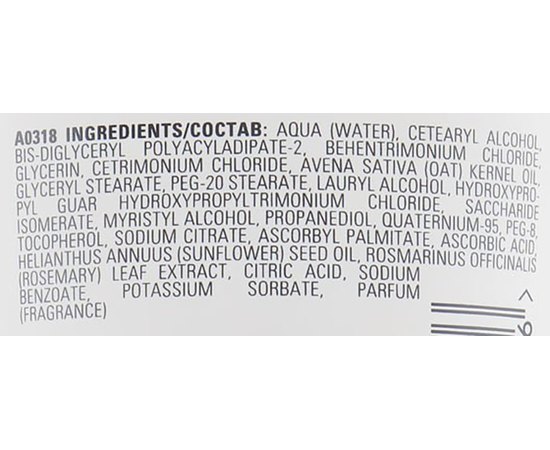 A0318 INGREDIENTS/СОСТАВ: AQUA (WATER), CETEARYL ALCOHOL,
BIS-DIGLYCERYL POLYACYLADIPATE-2, BEHENTRIMONIUM CHLORIDE,
GLYCERIN, CETRIMONIUM CHLORIDE, AVENA SATIVA (OAT) KERNEL OIL,
GLYCERYL STEARATE, PEG-20 STEARATE, LAURYL ALCOHOL, HYDROXYPRO-
PYL GUAR HYDROXYPROPYLTRIMONIUM CHLORIDE, SACCHARIDE
ISOMERATE, MYRISTYL ALCOHOL, PROPANEDIOL, QUATERNIUM-95, PEG-8,
TOCOPHEROL, SODIUM CITRATE, ASCORBYL PALMITATE, ASCORBIC ACID,
HELIANTHUS ANNUUS (SUNFLOWER) SEED OIL, ROSMARINUS OFFICINALIS
(ROSEMARY) LEAF EXTRACT, CITRIC ACID, SODIUM
BENZOATE, POTASSIUM SORBATE, PARFUM
(FRAGRANCE)